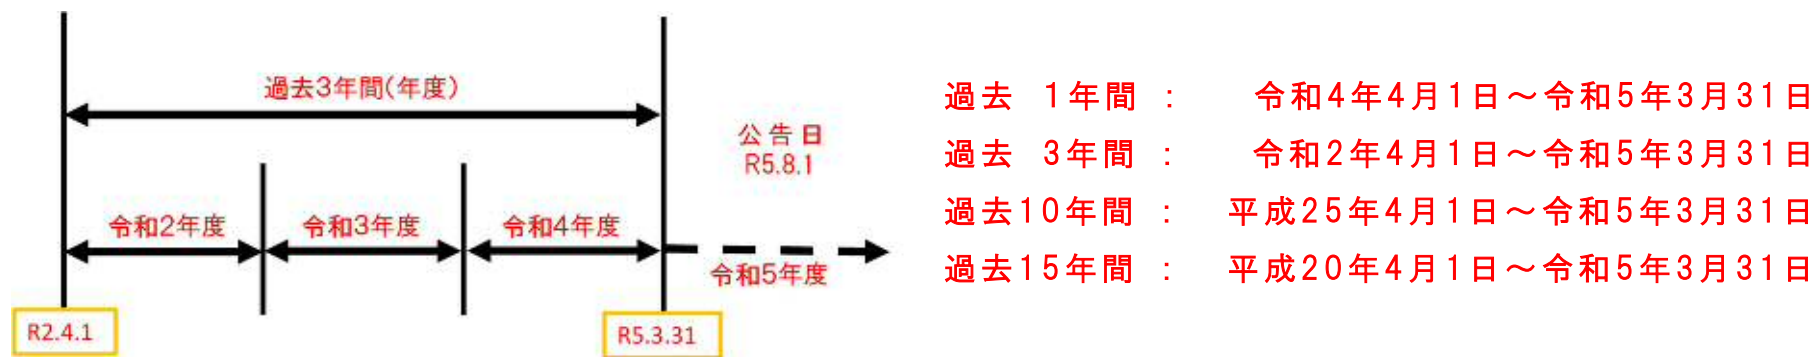 過去3年間(年度)
公告日
R5.8.1
令和2年度
令和3年度
令和4年度
令和5年度
R2.4.1
R5.3.31
過去 1年間 : 令和4年4月1日～令和5年3月31日
過去 3年間 : 令和2年4月1日～令和5年3月31日
過去10年間 : 平成25年4月1日～令和5年3月31日
過去15年間 : 平成20年4月1日～令和5年3月31日